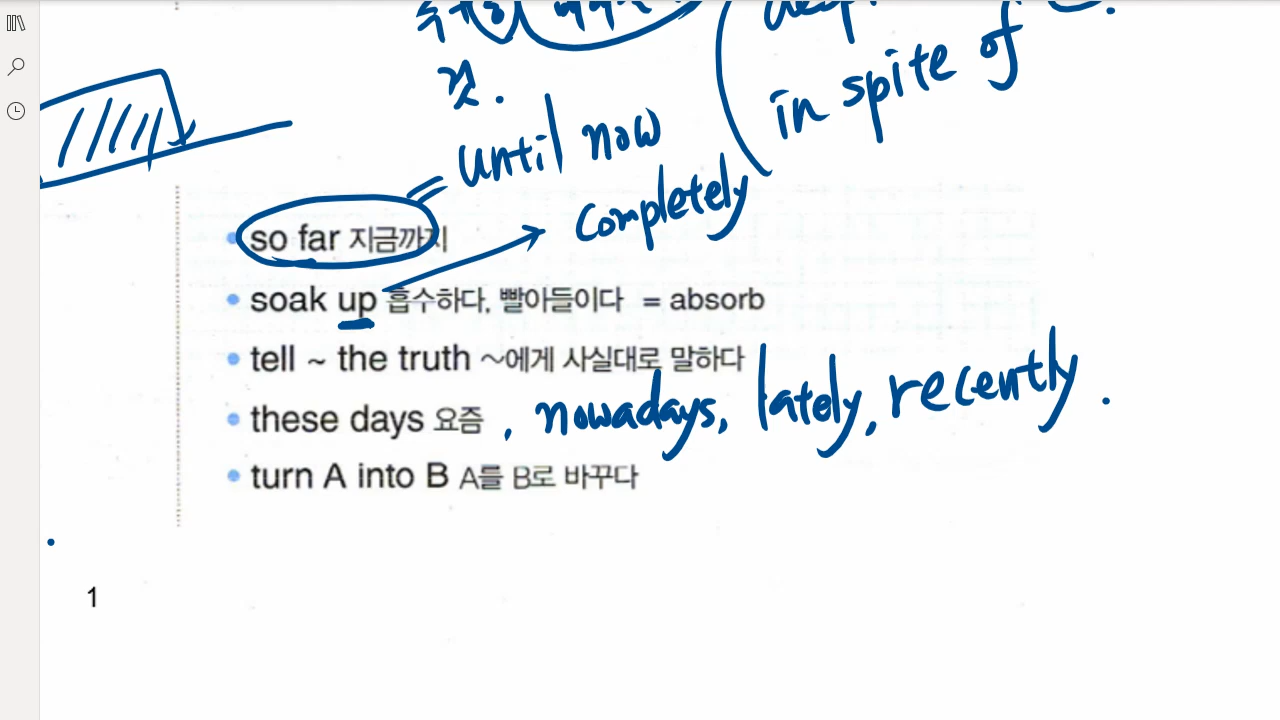 것.
in spite of
until now
completely
so far 지금까지
soak up 흡수하다, 빨아들이다 = absorb
tell ~ the truth ~에게 사실대로 말하다
these days 요즘 , nowadays, lately, recently.
turn A into B A를 B로 바꾸다
1